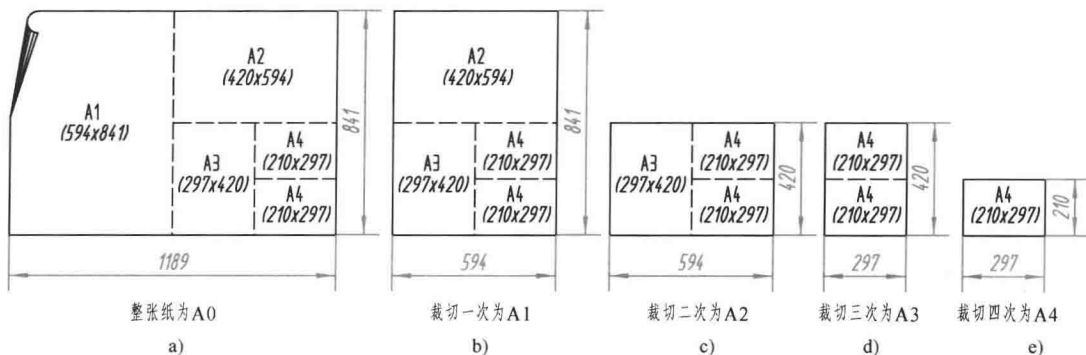 A1
(594x841)
A2
(420x594)
A3
(297x420)
A4
(210x297)
A4
(210x297)
841
1189
整张纸为A0
a)
A2
(420x594)
A3
(297x420)
A4
(210x297)
A4
(210x297)
841
594
裁切一次为A1
b)
A3
(297x420)
A4
(210x297)
A4
(210x297)
420
594
裁切二次为A2
c)
A4
(210x297)
A4
(210x297)
420
297
裁切三次为A3
d)
A4
(210x297)
210
297
裁切四次为A4
e)